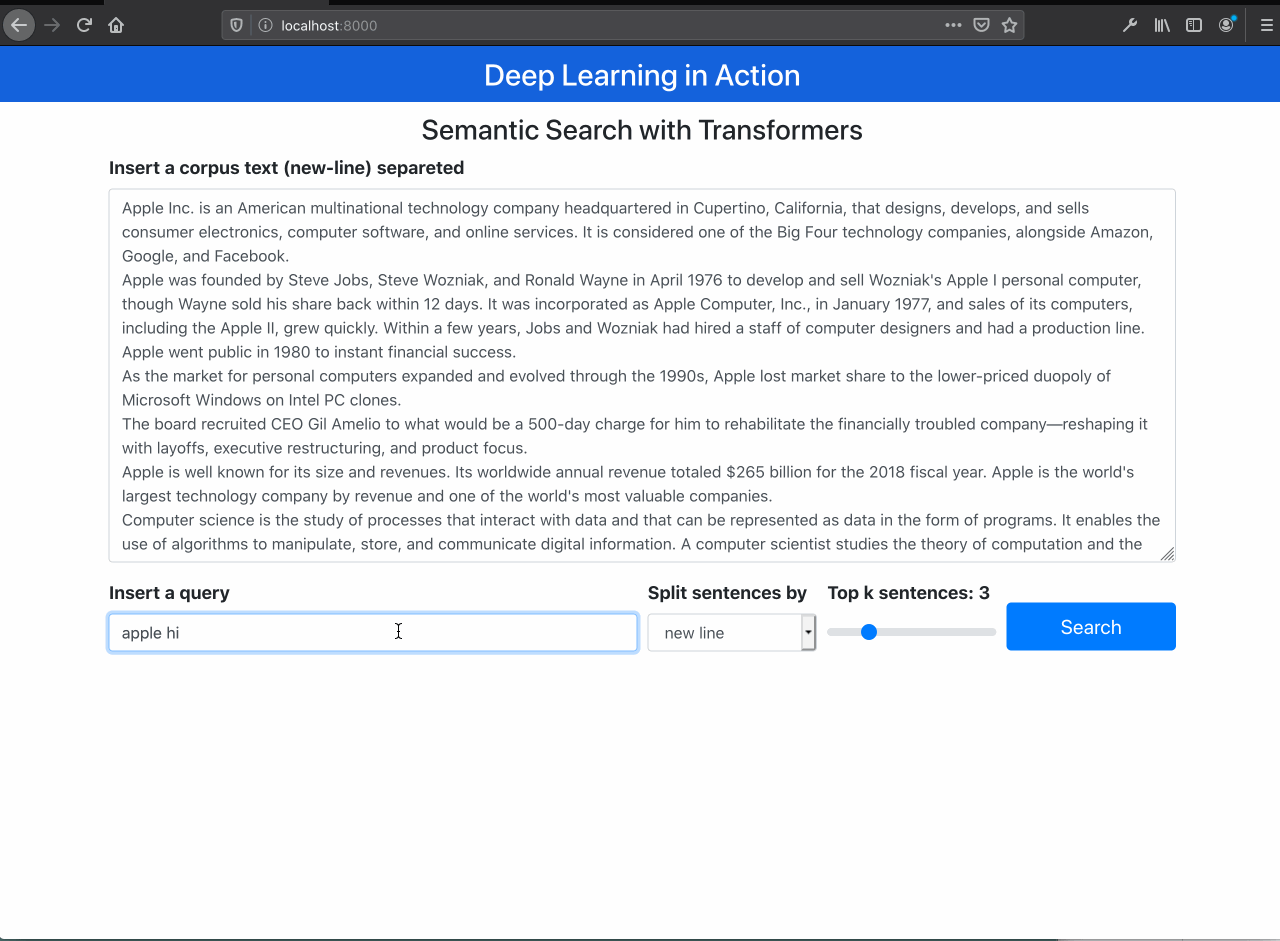 localhost:8000
Deep Learning in Action
Semantic Search with Transformers
Insert a corpus text (new-line) separeted
Apple Inc. is an American multinational technology company headquartered in Cupertino, California, that designs, develops, and sells
consumer electronics, computer software, and online services. It is considered one of the Big Four technology companies, alongside Amazon,
Google, and Facebook.
Apple was founded by Steve Jobs, Steve Wozniak, and Ronald Wayne in April 1976 to develop and sell Wozniak's Apple I personal computer,
though Wayne sold his share back within 12 days. It was incorporated as Apple Computer, Inc., in January 1977, and sales of its computers,
including the Apple II, grew quickly. Within a few years, Jobs and Wozniak had hired a staff of computer designers and had a production line.
Apple went public in 1980 to instant financial success.
As the market for personal computers expanded and evolved through the 1990s, Apple lost market share to the lower-priced duopoly of
Microsoft Windows on Intel PC clones.
The board recruited CEO Gil Amelio to what would be a 500-day charge for him to rehabilitate the financially troubled company—reshaping it
with layoffs, executive restructuring, and product focus.
Apple is well known for its size and revenues. Its worldwide annual revenue totaled $265 billion for the 2018 fiscal year. Apple is the world's
largest technology company by revenue and one of the world's most valuable companies.
Computer science is the study of processes that interact with data and that can be represented as data in the form of programs. It enables the
use of algorithms to manipulate, store, and communicate digital information. A computer scientist studies the theory of computation and the
Insert a query
Split sentences by
Top k sentences: 3
apple hi
new line
Search